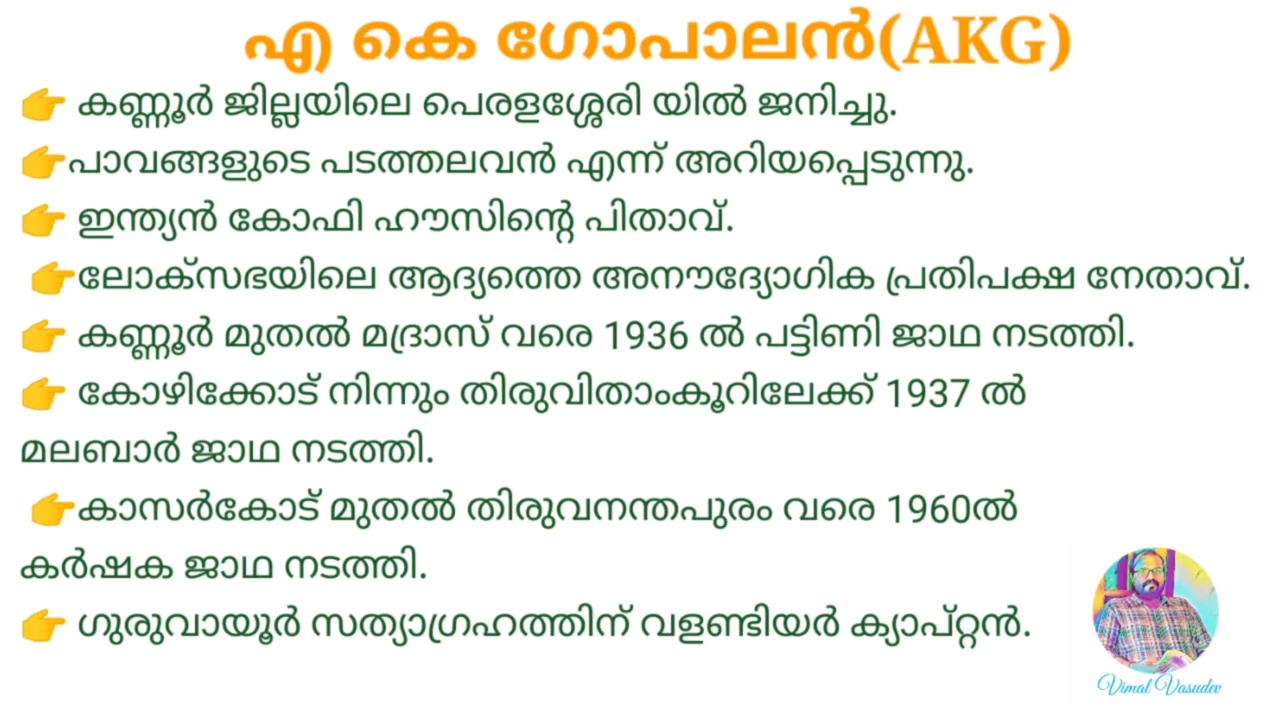 എ കെ ഗോപാലൻ(AKG)
👉 കണ്ണൂർ ജില്ലയിലെ പെരളശ്ശേരി യിൽ ജനിച്ചു.
👉പാവങ്ങളുടെ പടത്തലവൻ എന്ന് അറിയപ്പെടുന്നു.
👉 ഇന്ത്യൻ കോഫി ഹൗസിന്റെ പിതാവ്.
👉ലോക്സഭയിലെ ആദ്യത്തെ അനൗദ്യോഗിക പ്രതിപക്ഷ നേതാവ്.
👉 കണ്ണൂർ മുതൽ മദ്രാസ് വരെ 1936 ൽ പട്ടിണി ജാഥ നടത്തി.
👉 കോഴിക്കോട് നിന്നും തിരുവിതാംകൂറിലേക്ക് 1937 ൽ
മലബാർ ജാഥ നടത്തി.
👉കാസർകോട് മുതൽ തിരുവനന്തപുരം വരെ 1960ൽ
കർഷക ജാഥ നടത്തി.
👉 ഗുരുവായൂർ സത്യാഗ്രഹത്തിന് വളണ്ടിയർ ക്യാപ്റ്റൻ.
Vimal Vasudev